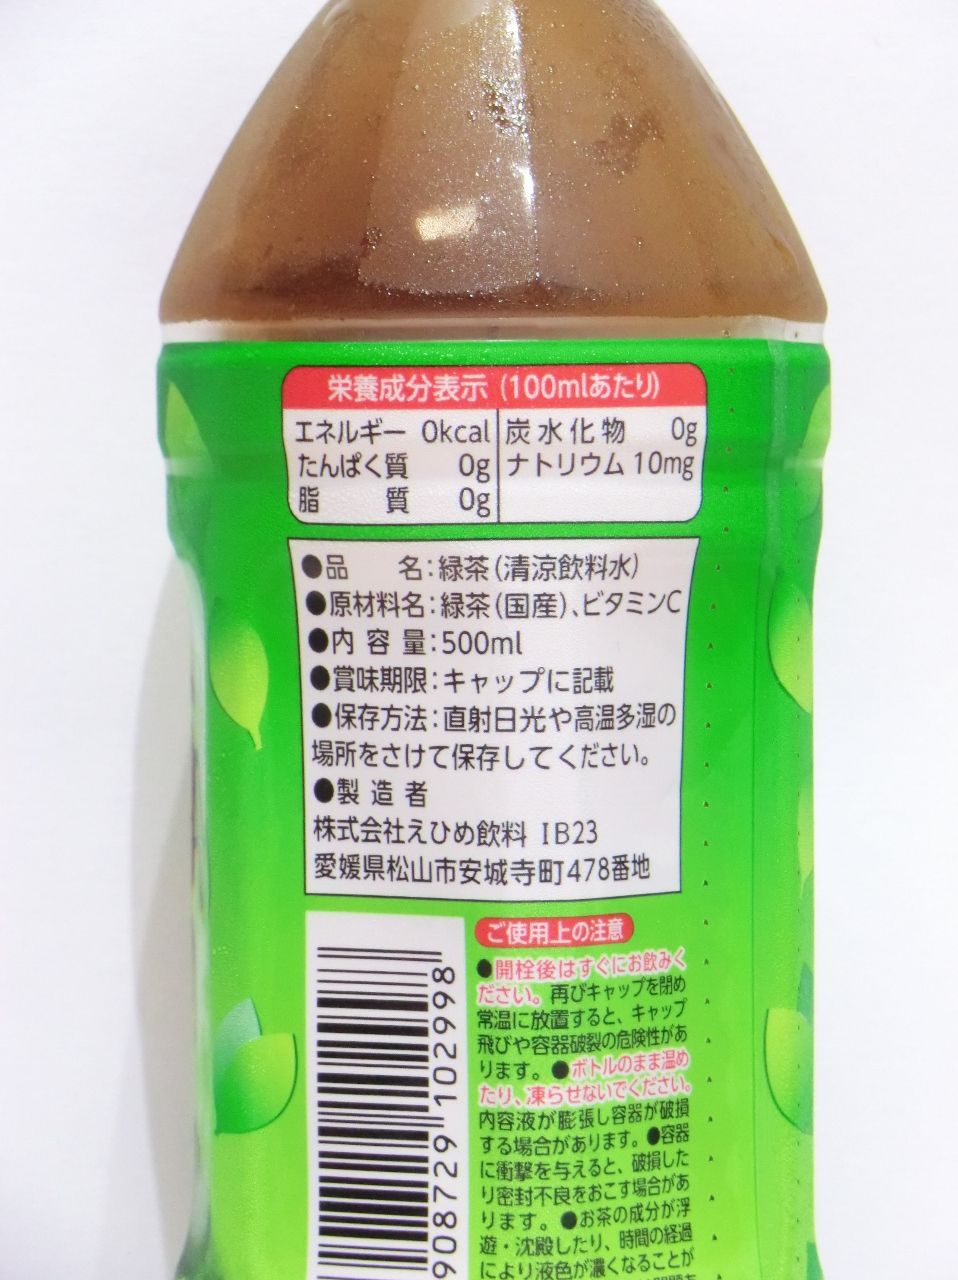 栄養成分表示 (100mlあたり)
エネルギー 0kcal
たんぱく質 0g
脂 質 0g
炭水化物 0g
ナトリウム 10mg
●品 名：緑茶(清涼飲料水)
●原材料名：緑茶(国産)、ビタミンC
●内 容 量：500ml
●賞味期限：キャップに記載
●保存方法：直射日光や高温多湿の
場所をさけて保存してください。
●製 造 者
株式会社えひめ飲料 IB23
愛媛県松山市安城寺町478番地
908729 102998
ご使用上の注意
●開栓後はすぐにお飲みく
ださい。再びキャップを閉め
常温に放置すると、キャップ
飛びや容器破裂の危険性があ
ります。●ボトルのまま温め
たり、凍らせないでください。
内容液が膨張し容器が破損
する場合があります。●容器
に衝撃を与えると、破損した
り密封不良をおこす場合があ
ります。●お茶の成分が浮
遊・沈殿したり、時間の経過
により液色が濃くなることが